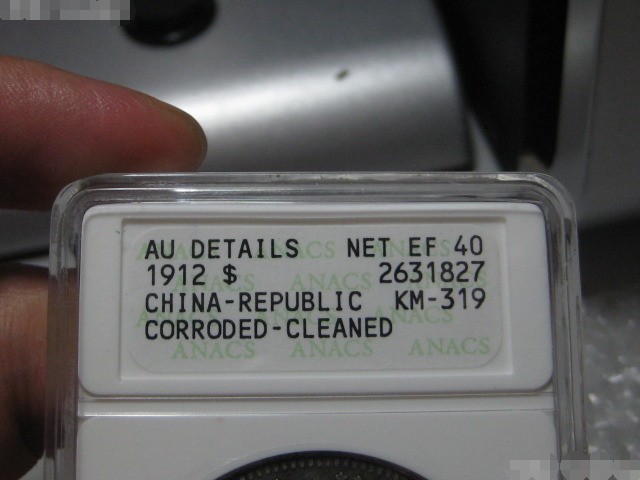 AU DETAILS NET EF 40
1912 $ 2631827
CHINA-REPUBLIC KM-319
CORRODED-CLEANED
ANACS ANACS ANACS